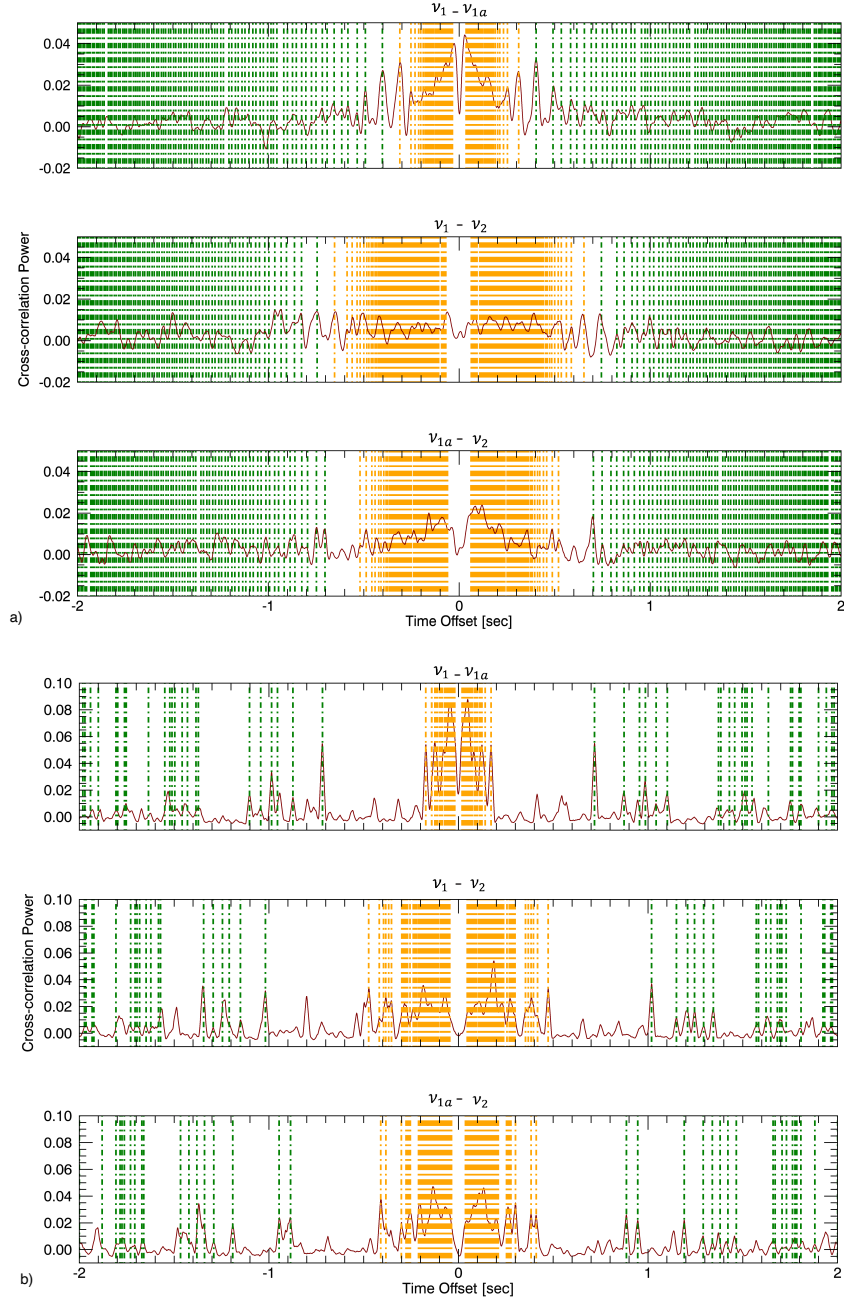 ν₁ - ν₁ₐ
0.04
0.02
0.00
-0.02
ν₁ - ν₂
0.04
0.02
0.00
-0.02
Cross-correlation Power
ν₁ₐ - ν₂
0.04
0.02
0.00
-0.02
-2 -1 0 1 2
Time Offset [sec]
a)
ν₁ - ν₁ₐ
0.10
0.08
0.06
0.04
0.02
0.00
ν₁ - ν₂
0.10
0.08
0.06
0.04
0.02
0.00
Cross-correlation Power
ν₁ₐ - ν₂
0.10
0.08
0.06
0.04
0.02
0.00
-2 -1 0 1 2
Time Offset [sec]
b)